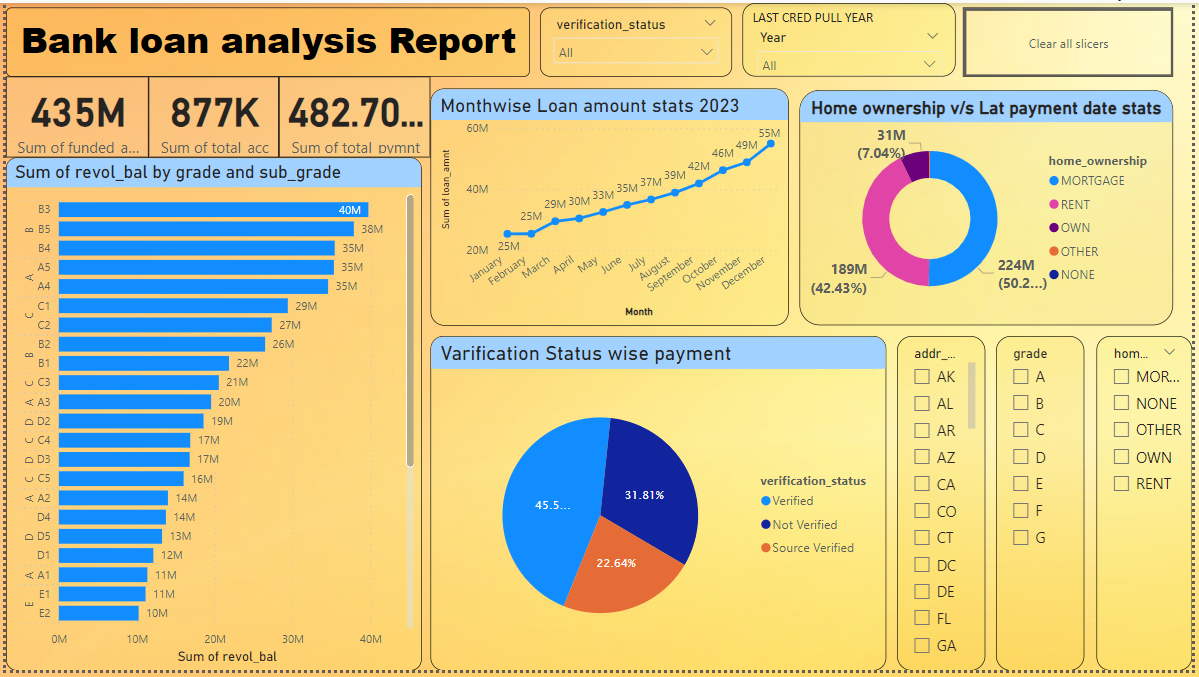 Bank loan analysis Report
verification_status
All
LAST CRED PULL YEAR
Year
All
Clear all slicers
435M
Sum of funded a...
877K
Sum of total_acc
482.70...
Sum of total_pvmnt
Sum of revol_bal by grade and sub_grade
B3 40M
B B5 38M
B4 35M
A A5 35M
A4 35M
C C1 29M
C2 27M
B B2 26M
B1 22M
C C3 21M
A A3 20M
D D2 19M
C C4 17M
D D3 17M
C C5 16M
A A2 14M
D4 14M
D D5 13M
D1 12M
A A1 11M
E E1 11M
E2 10M
0M 10M 20M 30M 40M
Sum of revol_bal
Monthwise Loan amount stats 2023
Sum of loan_amnt
60M
40M
20M
25M
25M
29M
30M
33M
35M
37M
39M
42M
46M
49M
55M
January
February
March
April
May
June
July
August
September
October
November
December
Month
Home ownership v/s Lat payment date stats
31M
(7.04%)
189M
(42.43%)
224M
(50.2...)
home_ownership
MORTGAGE
RENT
OWN
OTHER
NONE
Varification Status wise payment
45.5...
31.81%
22.64%
verification_status
Verified
Not Verified
Source Verified
addr_...
AK
AL
AR
AZ
CA
CO
CT
DC
DE
FL
GA
grade
A
B
C
D
E
F
G
hom...
MOR...
NONE
OTHER
OWN
RENT